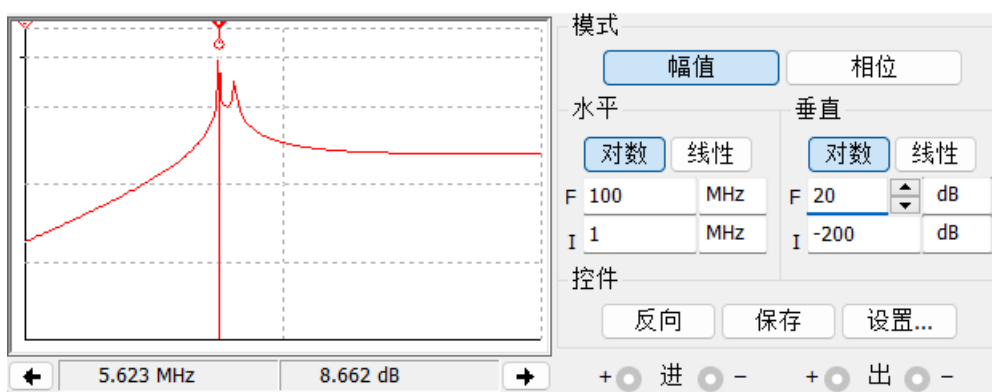 模式
幅值 相位
水平 垂直
对数 线性 对数 线性
F 100 MHz F 20 dB
I 1 MHz I -200 dB
控件
反向 保存 设置...
5.623 MHz 8.662 dB
+ 进 - + 出 -